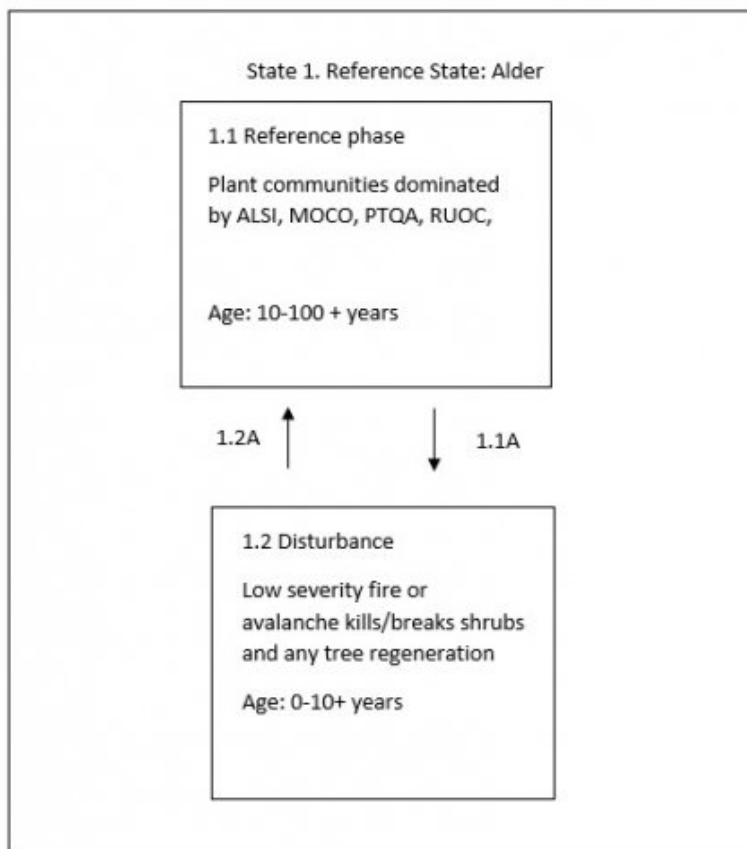 State 1. Reference State: Alder
1.1 Reference phase
Plant communities dominated
by ALSI, MOCO, PTQA, RUOC,
Age: 10-100 + years
1.2A
1.1A
1.2 Disturbance
Low severity fire or
avalanche kills/breaks shrubs
and any tree regeneration
Age: 0-10+ years